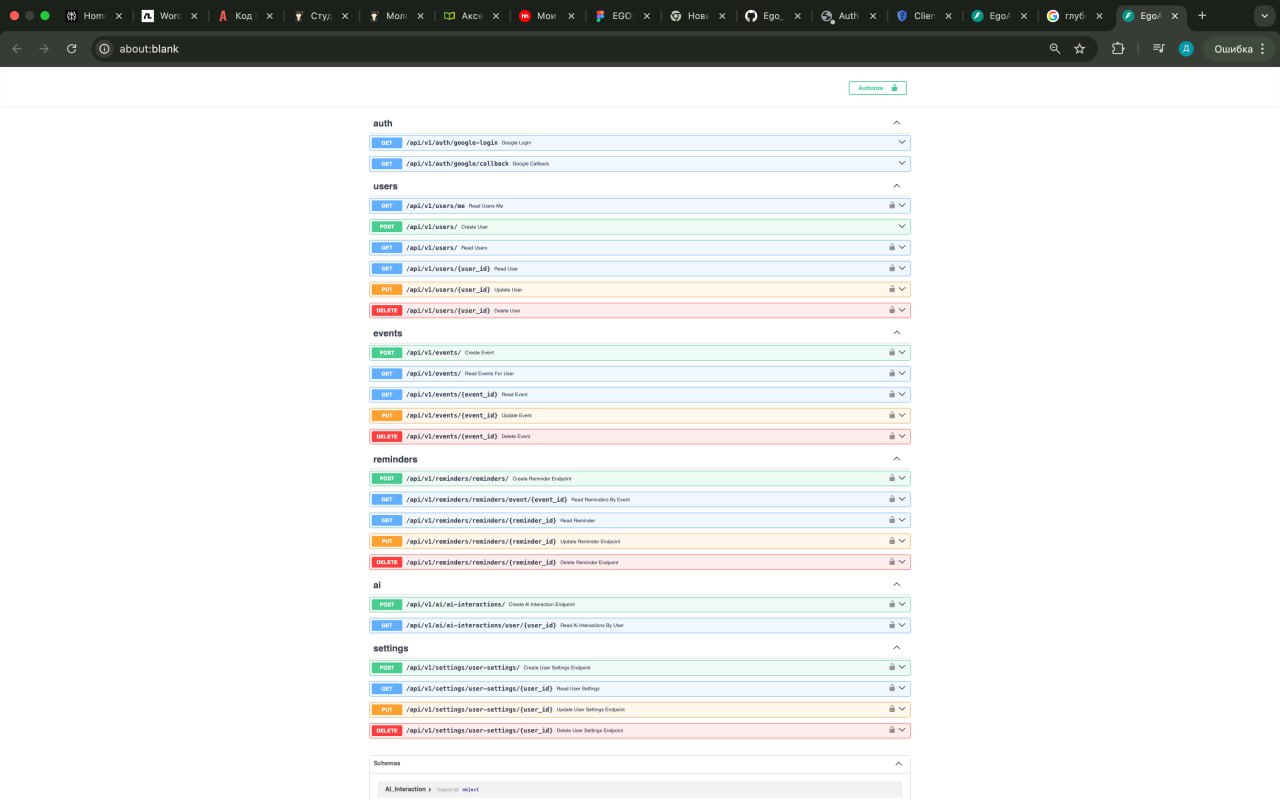 Home
Word
Код
Студ
Моле
Аксе
hh Мои
EGO
Нова
Ego_
Auth
Clien
EgoA
глуб
EgoA
about:blank
Д
Ошибка
Authorize
auth
GET /api/v1/auth/google-login Google Login
GET /api/v1/auth/google/callback Google Callback
users
GET /api/v1/users/me Read Users Me
POST /api/v1/users/ Create User
GET /api/v1/users/ Read Users
GET /api/v1/users/{user_id} Read User
PUT /api/v1/users/{user_id} Update User
DELETE /api/v1/users/{user_id} Delete User
events
POST /api/v1/events/ Create Event
GET /api/v1/events/ Read Events For User
GET /api/v1/events/{event_id} Read Event
PUT /api/v1/events/{event_id} Update Event
DELETE /api/v1/events/{event_id} Delete Event
reminders
POST /api/v1/reminders/reminders/ Create Reminder Endpoint
GET /api/v1/reminders/reminders/event/{event_id} Read Reminders By Event
GET /api/v1/reminders/reminders/{reminder_id} Read Reminder
PUT /api/v1/reminders/reminders/{reminder_id} Update Reminder Endpoint
DELETE /api/v1/reminders/reminders/{reminder_id} Delete Reminder Endpoint
ai
POST /api/v1/ai/ai-interactions/ Create Ai Interaction Endpoint
GET /api/v1/ai/ai-interactions/user/{user_id} Read Ai Interactions By User
settings
POST /api/v1/settings/user-settings/ Create User Settings Endpoint
GET /api/v1/settings/user-settings/{user_id} Read User Settings
PUT /api/v1/settings/user-settings/{user_id} Update User Settings Endpoint
DELETE /api/v1/settings/user-settings/{user_id} Delete User Settings Endpoint
Schemas
AI_Interaction Expand all object